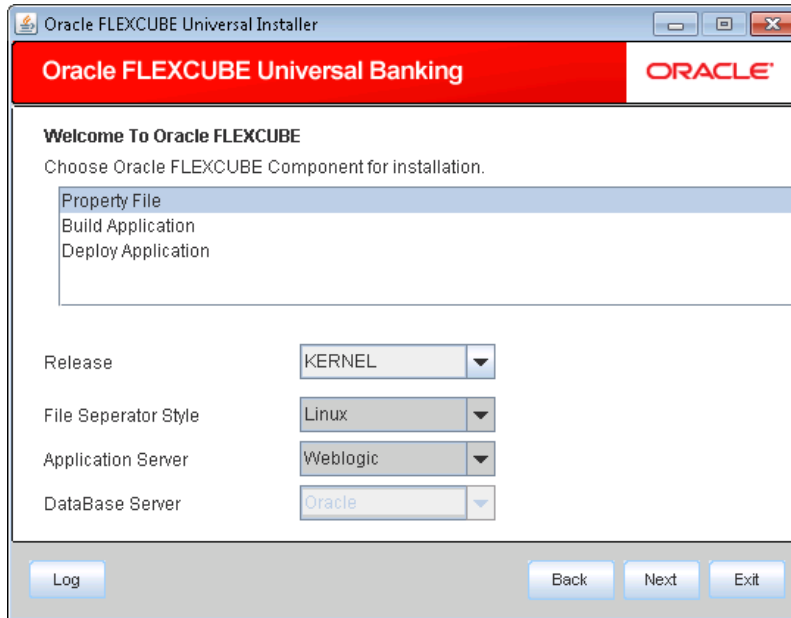 Oracle FLEXCUBE Universal Installer
Oracle FLEXCUBE Universal Banking
ORACLE
Welcome To Oracle FLEXCUBE
Choose Oracle FLEXCUBE Component for installation.
Property File
Build Application
Deploy Application
Release KERNEL
File Seperator Style Linux
Application Server Weblogic
DataBase Server Oracle
Log Back Next Exit